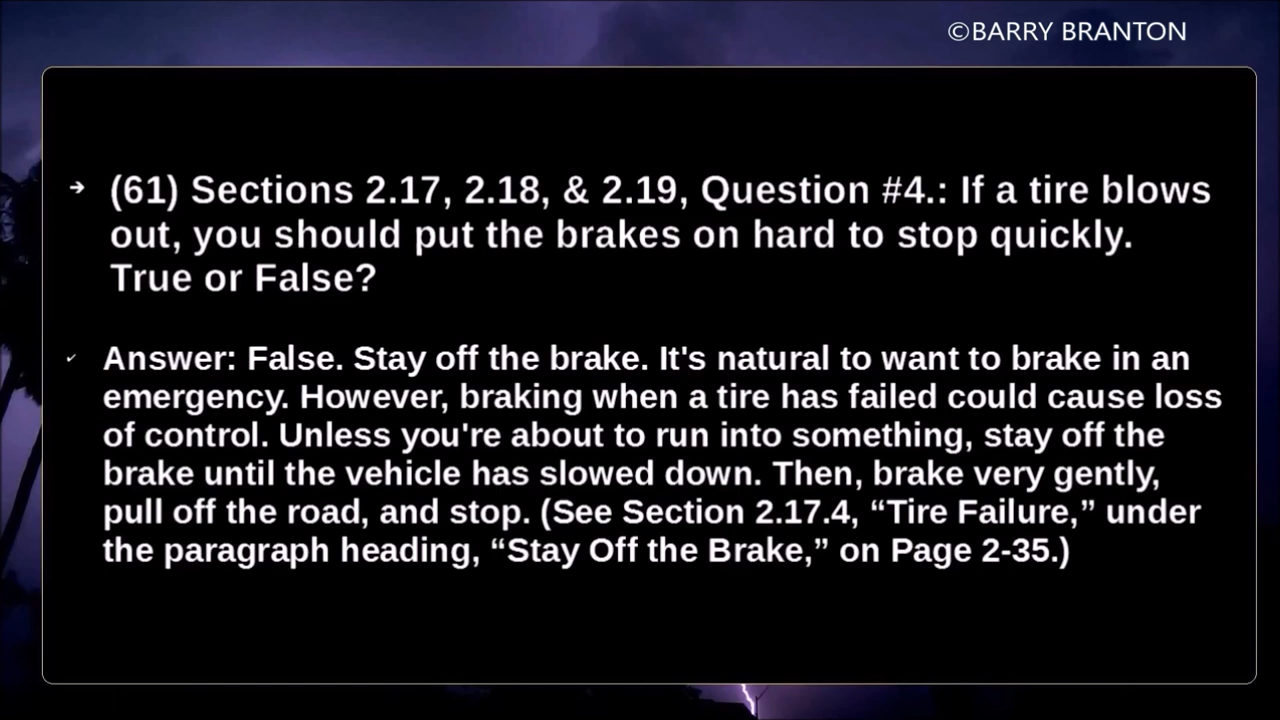 ©BARRY BRANTON
➔ (61) Sections 2.17, 2.18, & 2.19, Question #4.: If a tire blows
out, you should put the brakes on hard to stop quickly.
True or False?
✓ Answer: False. Stay off the brake. It's natural to want to brake in an
emergency. However, braking when a tire has failed could cause loss
of control. Unless you're about to run into something, stay off the
brake until the vehicle has slowed down. Then, brake very gently,
pull off the road, and stop. (See Section 2.17.4, “Tire Failure,” under
the paragraph heading, “Stay Off the Brake,” on Page 2-35.)